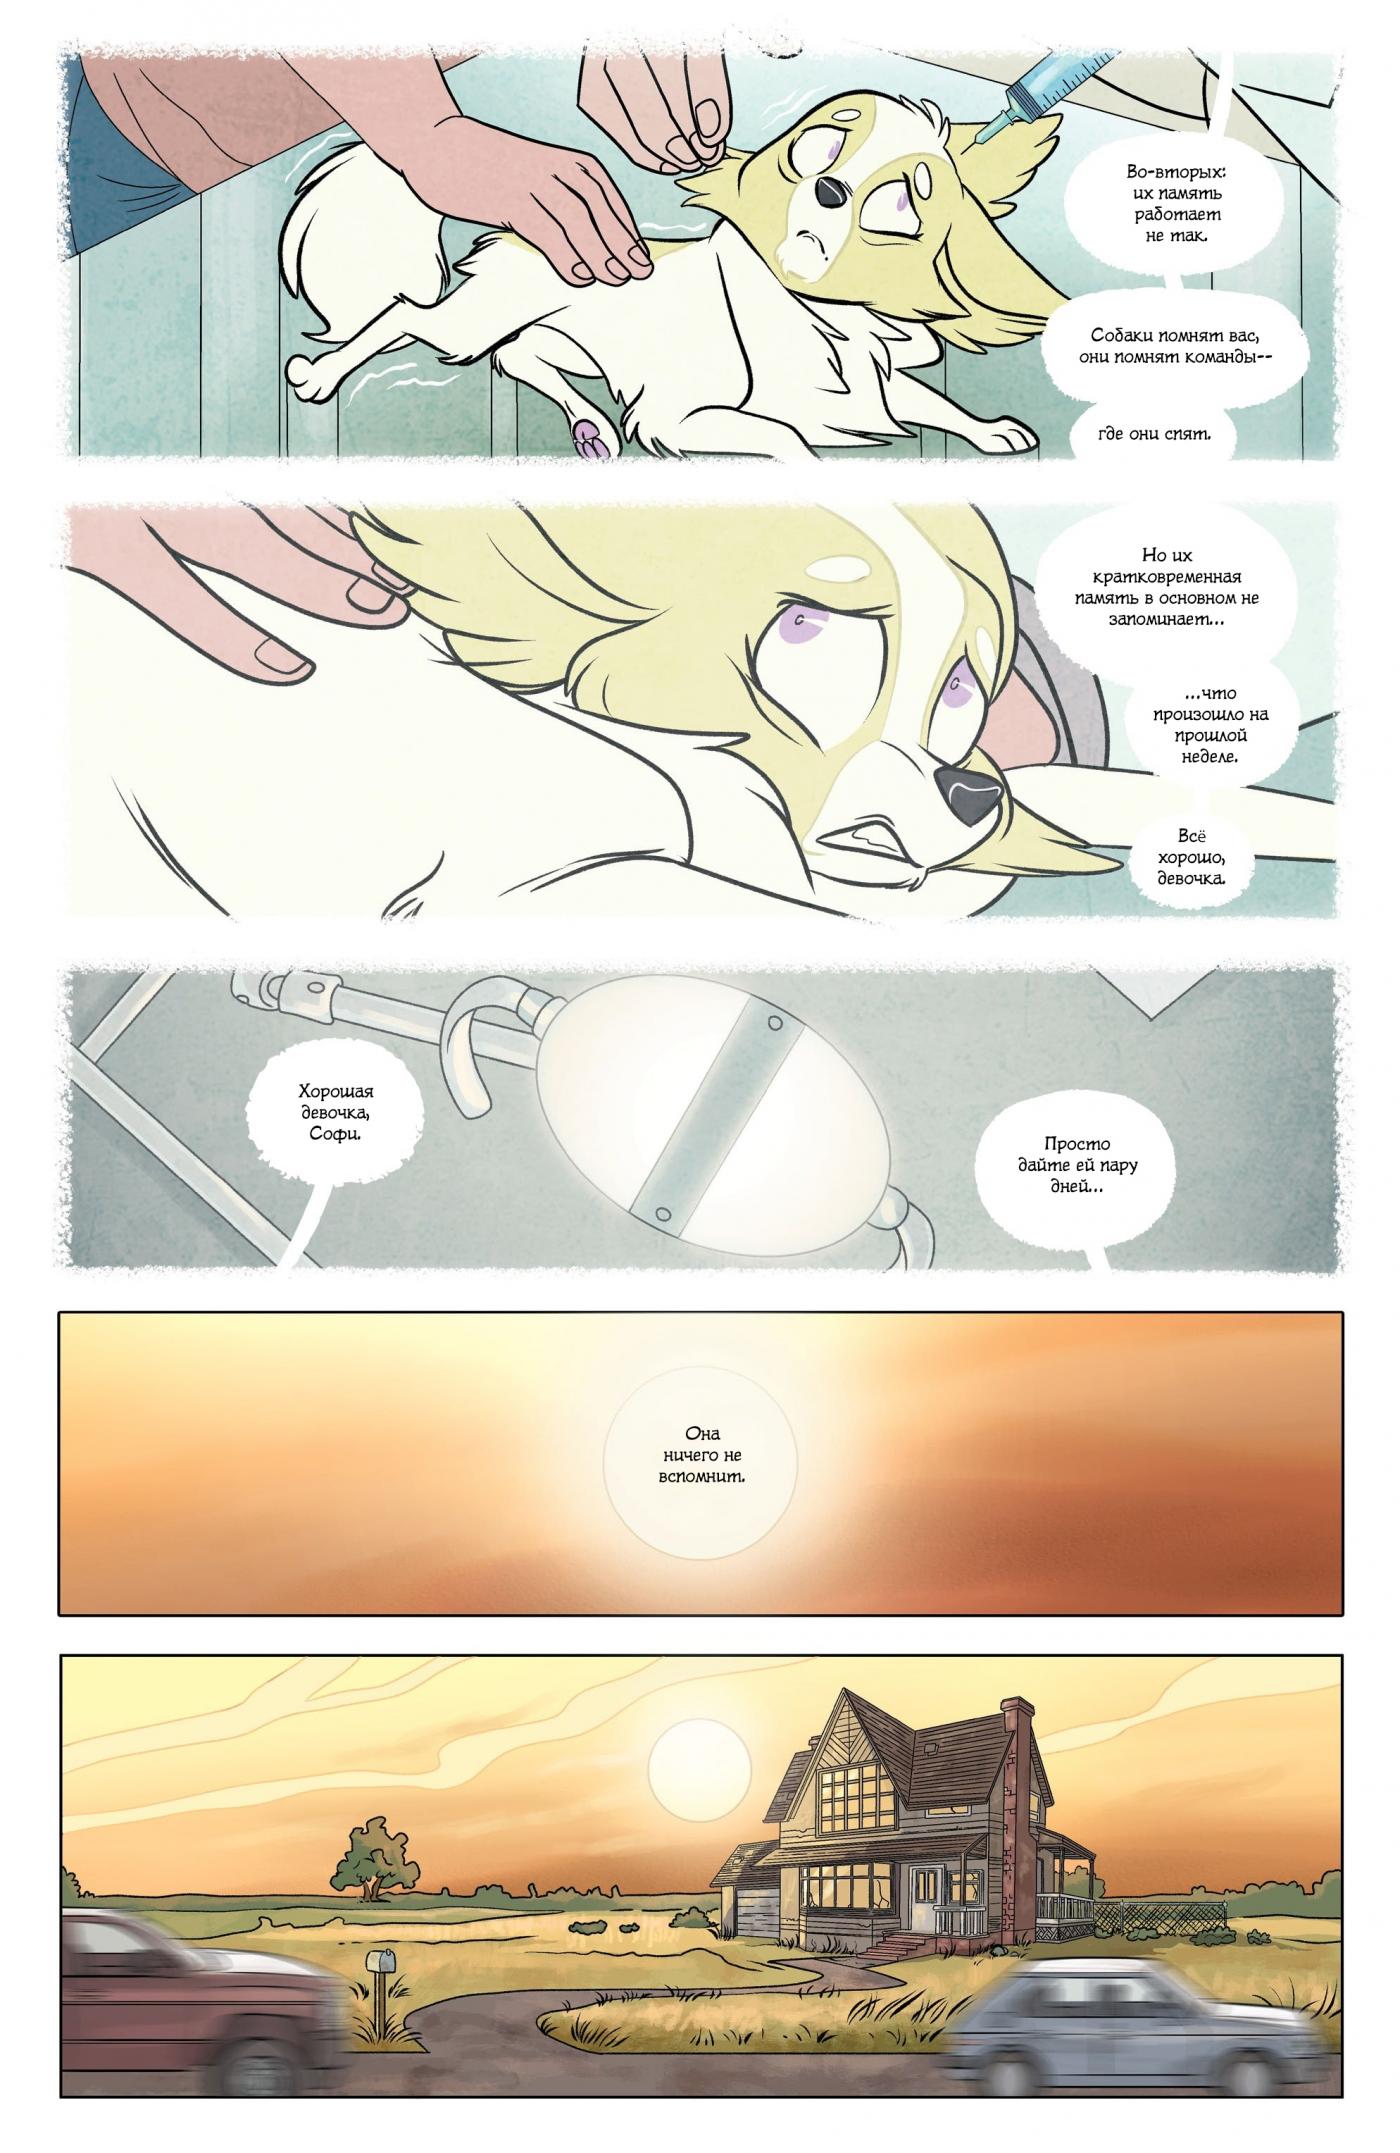 Во-вторых:
их память
работает
не так.
Собаки помнят вас,
они помнят команды--
где они спят.
Но их
кратковременная
память в основном не
запоминает...
...что
произошло на
прошлой
неделе.
Всё
хорошо,
девочка.
Хорошая
девочка,
Софи.
Просто
дайте ей пару
дней...
Она
ничего не
вспомнит.